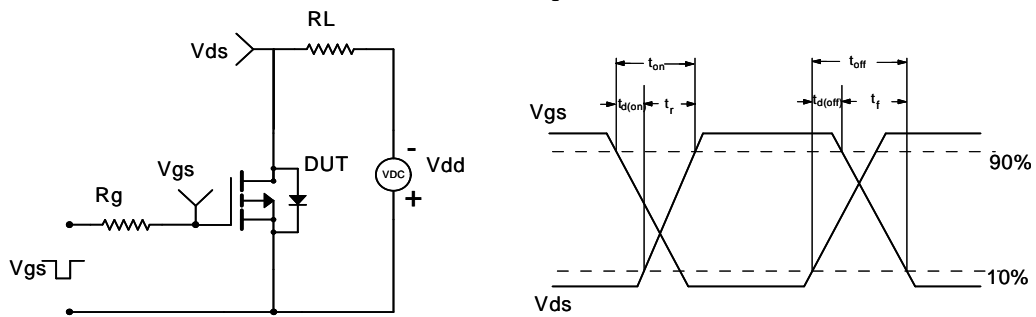 RL
Vds
Vgs
DUT
Rg
VDC
-
+
Vdd
Vgs
ton
toff
td(on)
tr
td(off)
tf
Vgs
90%
10%
Vds